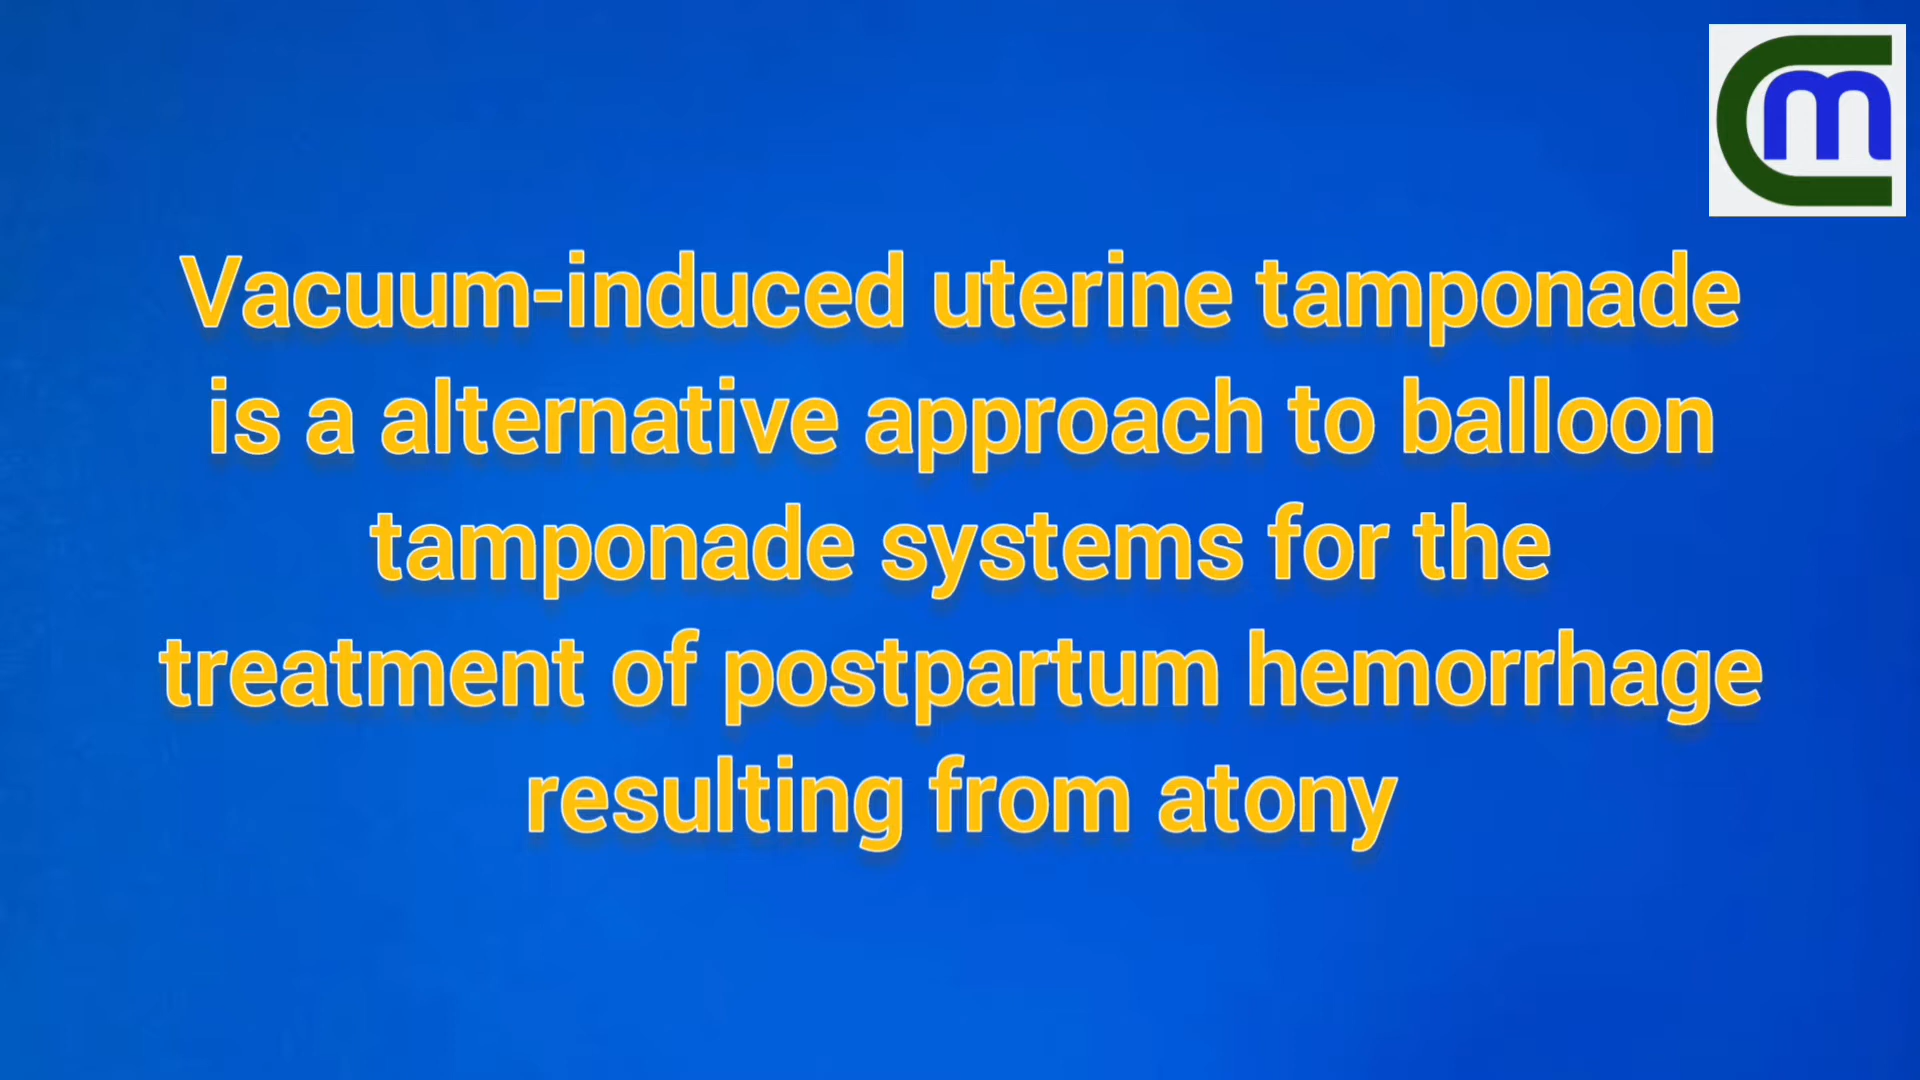 Cm
Vacuum-induced uterine tamponade
is a alternative approach to balloon
tamponade systems for the
treatment of postpartum hemorrhage
resulting from atony